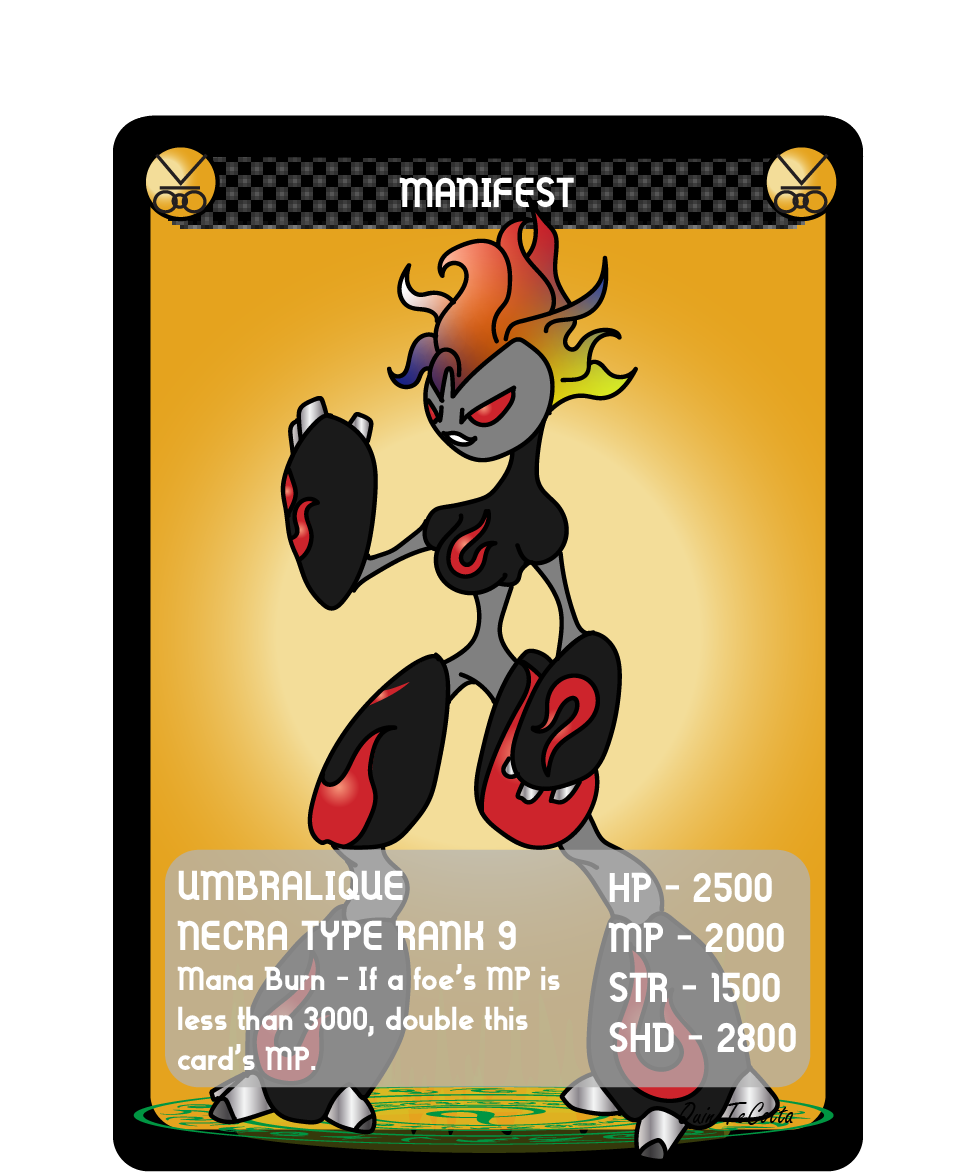 MANIFEST
UMBRALIQUE
NECRA TYPE RANK 9
Mana Burn - If a foe's MP is
less than 3000, double this
card's MP.
HP - 2500
MP - 2000
STR - 1500
SHD - 2800